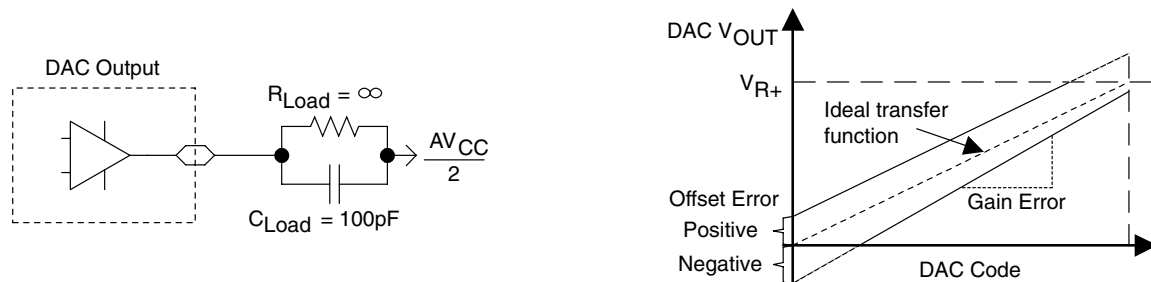 DAC Output
R_Load = ∞
C_Load = 100pF
AV_CC
2
DAC V_OUT
V_R+
Ideal transfer
function
Offset Error
Positive
Negative
Gain Error
DAC Code